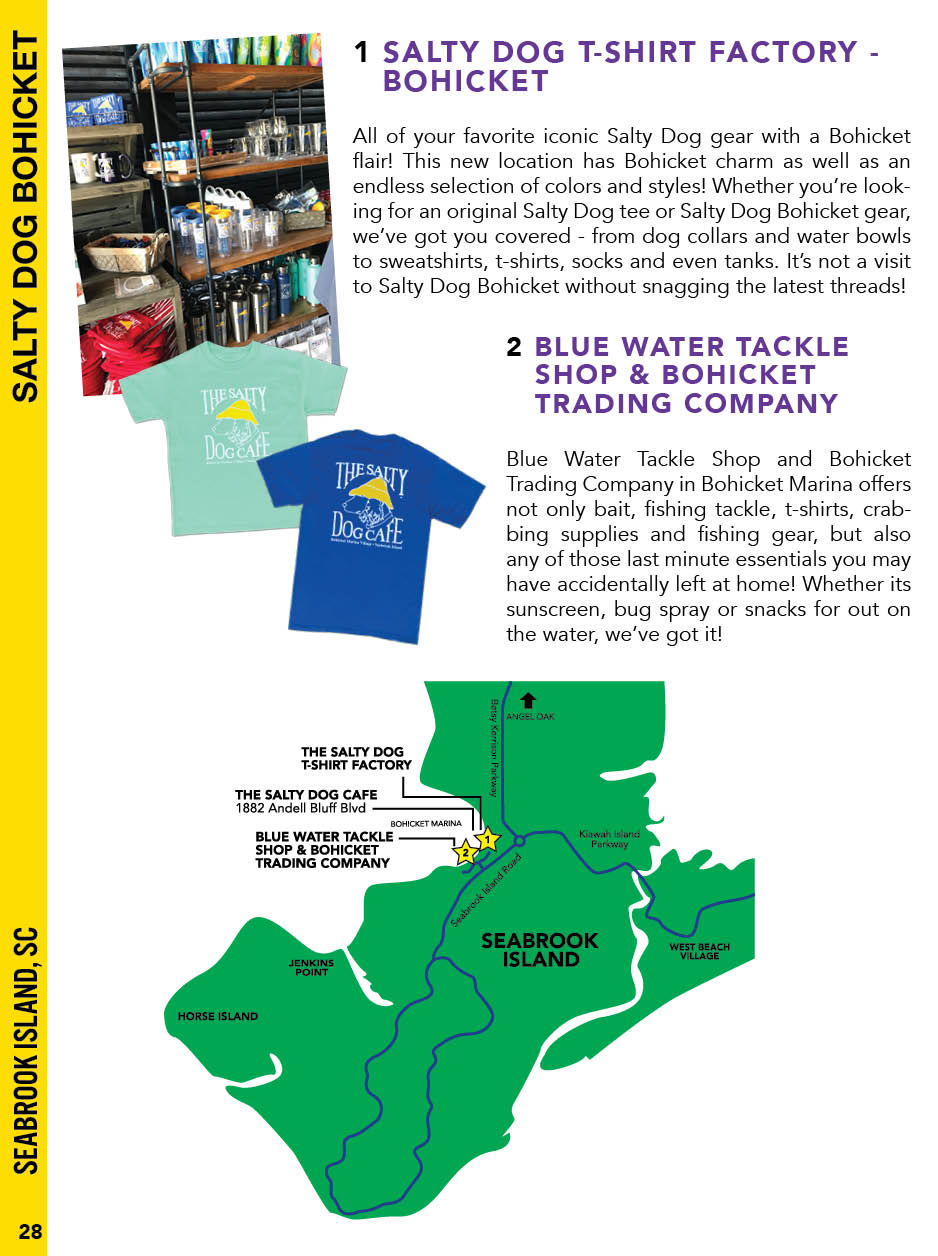 SALTY DOG BOHICKET
SEABROOK ISLAND, SC
28
1 SALTY DOG T-SHIRT FACTORY -
BOHICKET
All of your favorite iconic Salty Dog gear with a Bohicket
flair! This new location has Bohicket charm as well as an
endless selection of colors and styles! Whether you’re look-
ing for an original Salty Dog tee or Salty Dog Bohicket gear,
we’ve got you covered - from dog collars and water bowls
to sweatshirts, t-shirts, socks and even tanks. It’s not a visit
to Salty Dog Bohicket without snagging the latest threads!
THE SALTY
DOG CAFE
THE SALTY
DOG CAFE
Bohicket Marina Village • Seabrook Island
2 BLUE WATER TACKLE
SHOP & BOHICKET
TRADING COMPANY
Blue Water Tackle Shop and Bohicket
Trading Company in Bohicket Marina offers
not only bait, fishing tackle, t-shirts, crab-
bing supplies and fishing gear, but also
any of those last minute essentials you may
have accidentally left at home! Whether its
sunscreen, bug spray or snacks for out on
the water, we’ve got it!
ANGEL OAK
Betsy Kerrison Parkway
THE SALTY DOG
T-SHIRT FACTORY
THE SALTY DOG CAFE
1882 Andell Bluff Blvd
BOHICKET MARINA
BLUE WATER TACKLE
SHOP & BOHICKET
TRADING COMPANY
1
2
Kiawah Island
Parkway
Seabrook Island Road
SEABROOK
ISLAND
WEST BEACH
VILLAGE
JENKINS
POINT
HORSE ISLAND